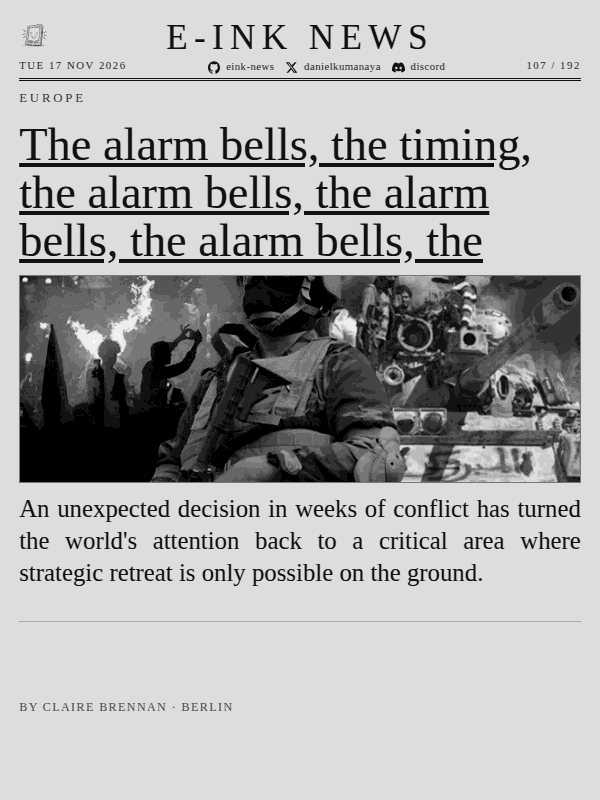 E-INK NEWS
TUE 17 NOV 2026 eink-news danielkumanaya discord 107 / 192
EUROPE
The alarm bells, the timing,
the alarm bells, the alarm
bells, the alarm bells, the
An unexpected decision in weeks of conflict has turned
the world's attention back to a critical area where
strategic retreat is only possible on the ground.
BY CLAIRE BRENNAN · BERLIN